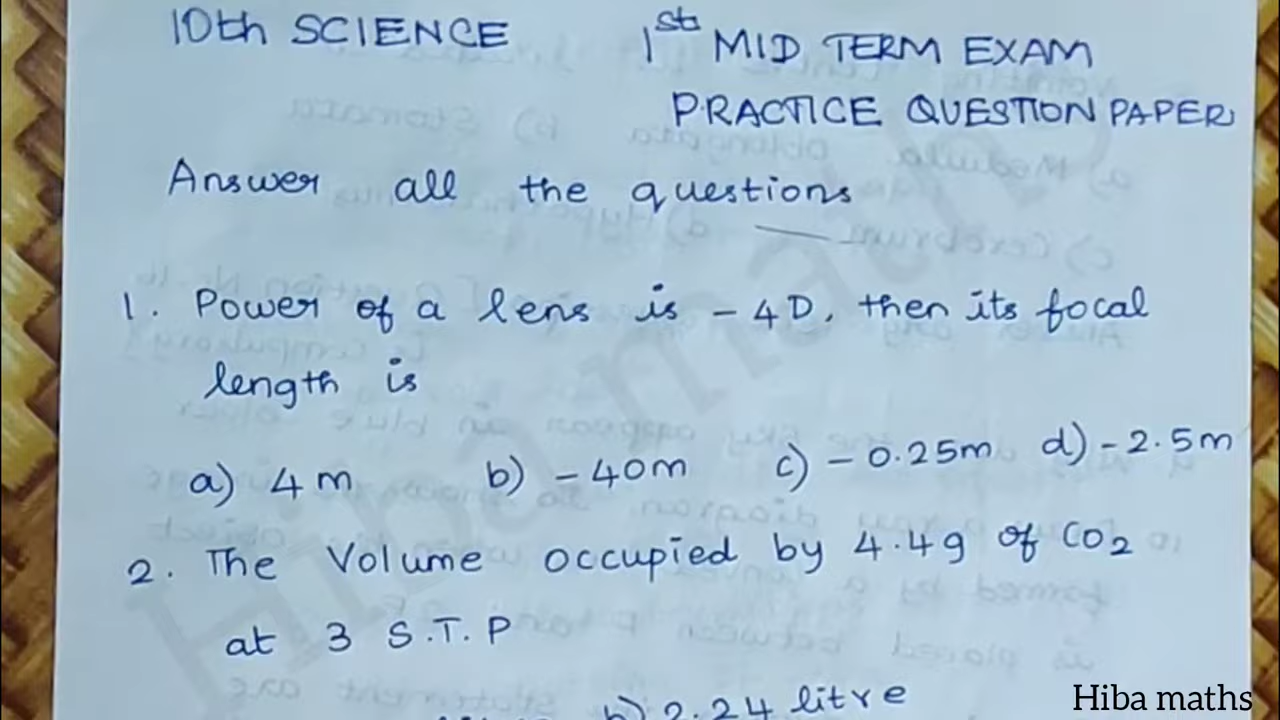 10th SCIENCE 1st MID TERM EXAM
PRACTICE QUESTION PAPER
Answer all the questions
1. Power of a lens is -4D, then its focal
length is
a) 4m b) -40m c) -0.25m d) -2.5m
2. The Volume occupied by 4.4g of CO2
at 3 S.T.P
b) 2.24 litre
Hiba maths